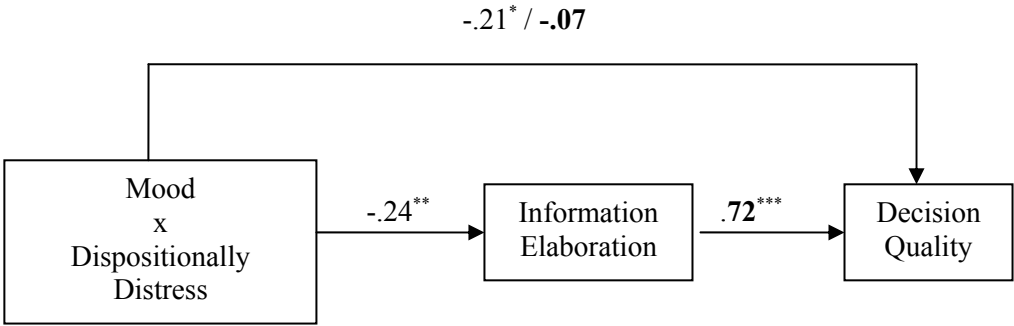 -.21* / -.07
Mood
x
Dispositionally
Distress
-.24**
Information
Elaboration
.72***
Decision
Quality